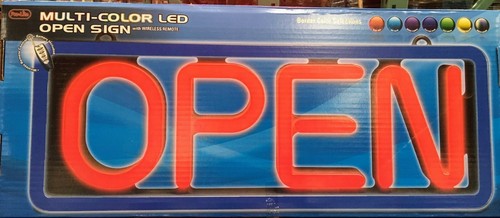 MULTI-COLOR LED
OPEN SIGN with WIRELESS REMOTE
OPEN